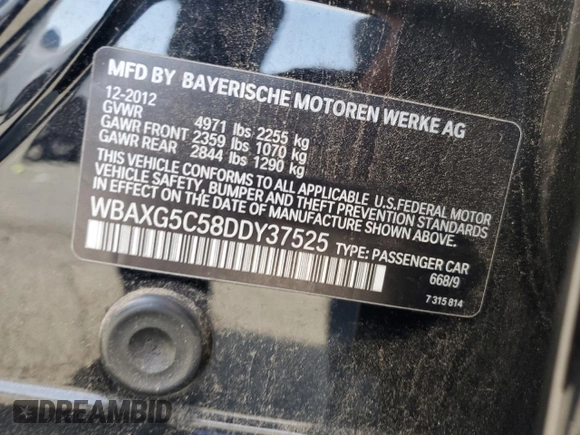 MFD BY BAYERISCHE MOTOREN WERKE AG
12-2012
GVWR 4971 lbs 2255 kg
GAWR FRONT 2359 lbs 1070 kg
GAWR REAR 2844 lbs 1290 kg
THIS VEHICLE CONFORMS TO ALL APPLICABLE U.S.FEDERAL MOTOR
VEHICLE SAFETY, BUMPER AND THEFT PREVENTION STANDARDS
IN EFFECT ON THE DATE OF MANUFACTURE SHOWN ABOVE.
WBAXG5C58DDY37525 TYPE: PASSENGER CAR
668/9
7 315 814
DREAMBID